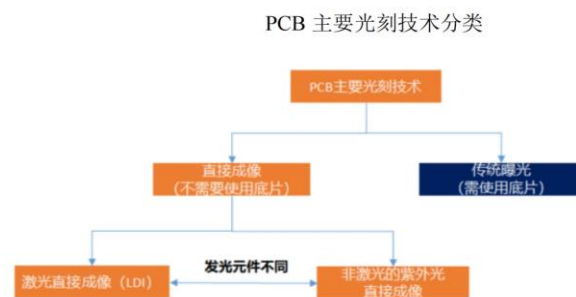 PCB 主要光刻技术分类
PCB主要光刻技术
直接成像
（不需要使用底片）
传统曝光
（需使用底片）
激光直接成像（LDI）
发光元件不同
非激光的紫外光
直接成像